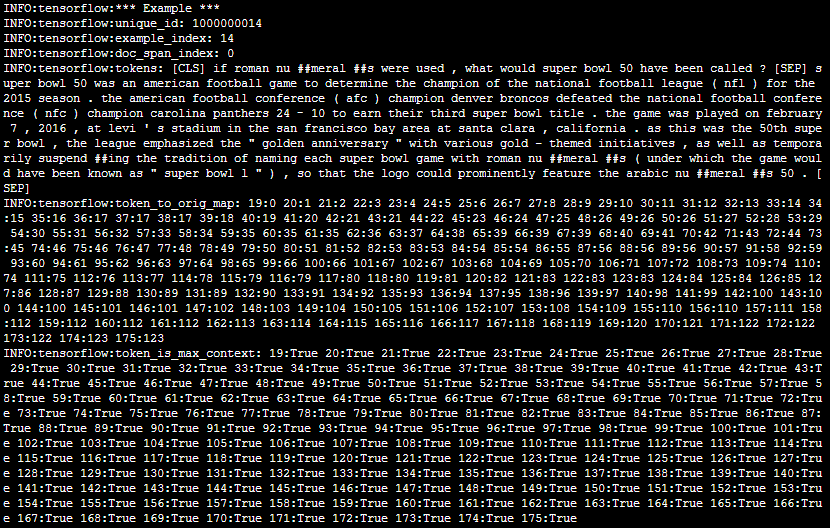 INFO:tensorflow:*** Example ***
INFO:tensorflow:unique_id: 1000000014
INFO:tensorflow:example_index: 14
INFO:tensorflow:doc_span_index: 0
INFO:tensorflow:tokens: [CLS] if roman nu ##meral ##s were used , what would super bowl 50 have been called ? [SEP] s
uper bowl 50 was an american football game to determine the champion of the national football league ( nfl ) for the
2015 season . the american football conference ( afc ) champion denver broncos defeated the national football confere
nce ( nfc ) champion carolina panthers 24 – 10 to earn their third super bowl title . the game was played on february
7 , 2016 , at levi ' s stadium in the san francisco bay area at santa clara , california . as this was the 50th supe
r bowl , the league emphasized the " golden anniversary " with various gold - themed initiatives , as well as tempora
rily suspend ##ing the tradition of naming each super bowl game with roman nu ##meral ##s ( under which the game woul
d have been known as " super bowl l " ) , so that the logo could prominently feature the arabic nu ##meral ##s 50 . [
SEP]
INFO:tensorflow:token_to_orig_map: 19:0 20:1 21:2 22:3 23:4 24:5 25:6 26:7 27:8 28:9 29:10 30:11 31:12 32:13 33:14 34
:15 35:16 36:17 37:17 38:17 39:18 40:19 41:20 42:21 43:21 44:22 45:23 46:24 47:25 48:26 49:26 50:26 51:27 52:28 53:29
54:30 55:31 56:32 57:33 58:34 59:35 60:35 61:35 62:36 63:37 64:38 65:39 66:39 67:39 68:40 69:41 70:42 71:43 72:44 73
:45 74:46 75:46 76:47 77:48 78:49 79:50 80:51 81:52 82:53 83:53 84:54 85:54 86:55 87:56 88:56 89:56 90:57 91:58 92:59
93:60 94:61 95:62 96:63 97:64 98:65 99:66 100:66 101:67 102:67 103:68 104:69 105:70 106:71 107:72 108:73 109:74 110:
74 111:75 112:76 113:77 114:78 115:79 116:79 117:80 118:80 119:81 120:82 121:83 122:83 123:83 124:84 125:84 126:85 12
7:86 128:87 129:88 130:89 131:89 132:90 133:91 134:92 135:93 136:94 137:95 138:96 139:97 140:98 141:99 142:100 143:10
0 144:100 145:101 146:101 147:102 148:103 149:104 150:105 151:106 152:107 153:108 154:109 155:110 156:110 157:111 158
:112 159:112 160:112 161:112 162:113 163:114 164:115 165:116 166:117 167:118 168:119 169:120 170:121 171:122 172:122
173:122 174:123 175:123
INFO:tensorflow:token_is_max_context: 19:True 20:True 21:True 22:True 23:True 24:True 25:True 26:True 27:True 28:True
29:True 30:True 31:True 32:True 33:True 34:True 35:True 36:True 37:True 38:True 39:True 40:True 41:True 42:True 43:T
rue 44:True 45:True 46:True 47:True 48:True 49:True 50:True 51:True 52:True 53:True 54:True 55:True 56:True 57:True 5
8:True 59:True 60:True 61:True 62:True 63:True 64:True 65:True 66:True 67:True 68:True 69:True 70:True 71:True 72:Tru
e 73:True 74:True 75:True 76:True 77:True 78:True 79:True 80:True 81:True 82:True 83:True 84:True 85:True 86:True 87:
True 88:True 89:True 90:True 91:True 92:True 93:True 94:True 95:True 96:True 97:True 98:True 99:True 100:True 101:Tru
e 102:True 103:True 104:True 105:True 106:True 107:True 108:True 109:True 110:True 111:True 112:True 113:True 114:Tru
e 115:True 116:True 117:True 118:True 119:True 120:True 121:True 122:True 123:True 124:True 125:True 126:True 127:Tru
e 128:True 129:True 130:True 131:True 132:True 133:True 134:True 135:True 136:True 137:True 138:True 139:True 140:Tru
e 141:True 142:True 143:True 144:True 145:True 146:True 147:True 148:True 149:True 150:True 151:True 152:True 153:Tru
e 154:True 155:True 156:True 157:True 158:True 159:True 160:True 161:True 162:True 163:True 164:True 165:True 166:Tru
e 167:True 168:True 169:True 170:True 171:True 172:True 173:True 174:True 175:True